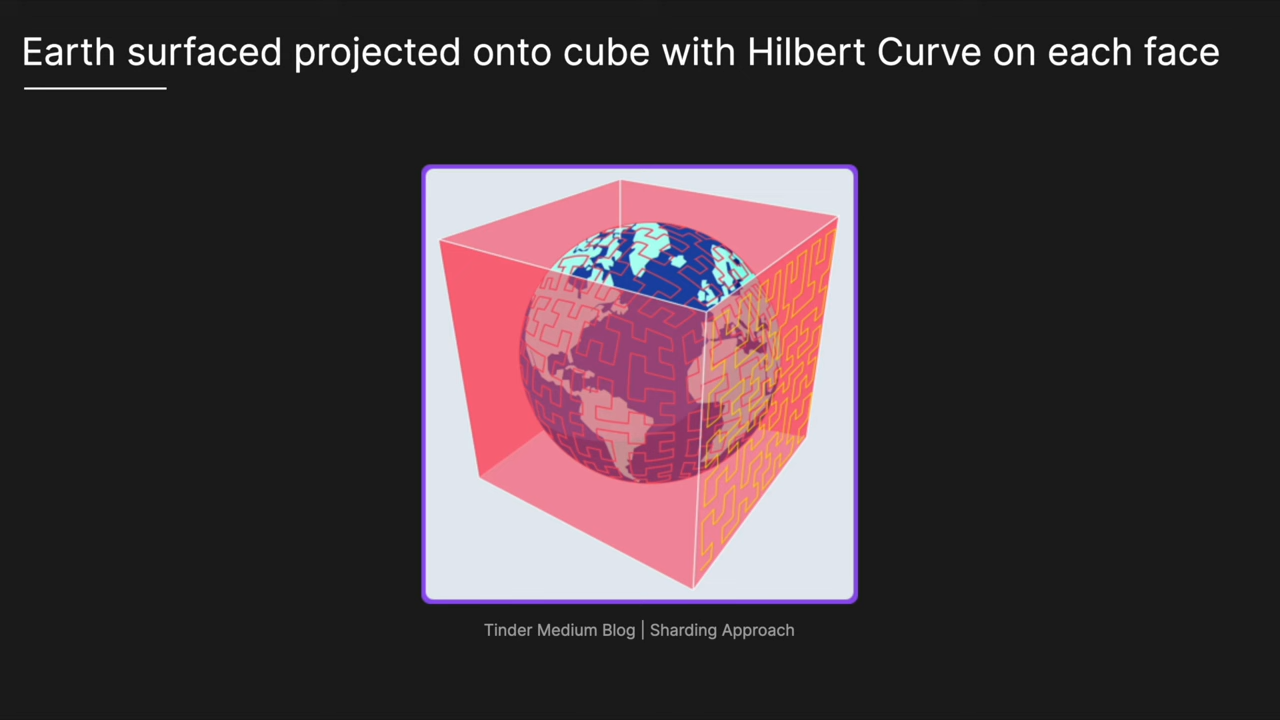 Earth surfaced projected onto cube with Hilbert Curve on each face
Tinder Medium Blog | Sharding Approach